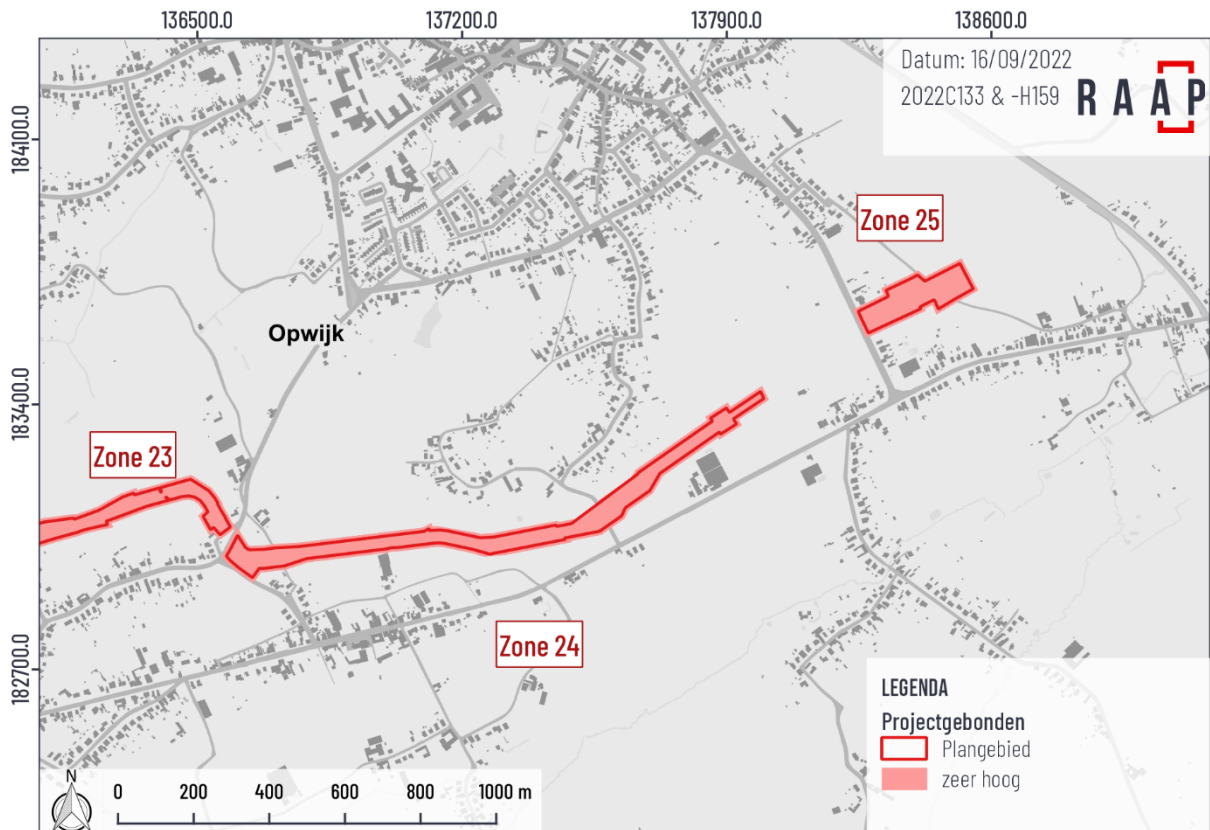 136500.0 137200.0 137900.0 138600.0
Datum: 16/09/2022
2022C133 & -H159
RAAP
184100.0
Zone 25
Opwijk
183400.0
Zone 23
Zone 24
182700.0
LEGENDA
Projectgebonden
Plangebied
zeer hoog
N
0 200 400 600 800 1000 m